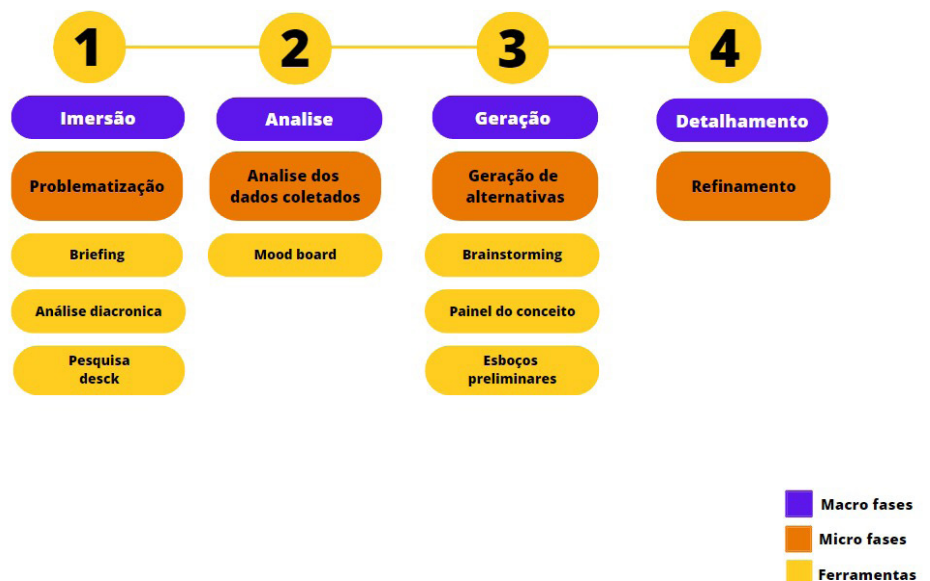 1
2
3
4
Imersão
Analise
Geração
Detalhamento
Problematização
Analise dos
dados coletados
Geração de
alternativas
Refinamento
Briefing
Mood board
Brainstorming
Análise diacronica
Painel do conceito
Pesquisa
desck
Esboços
preliminares
Macro fases
Micro fases
Ferramentas